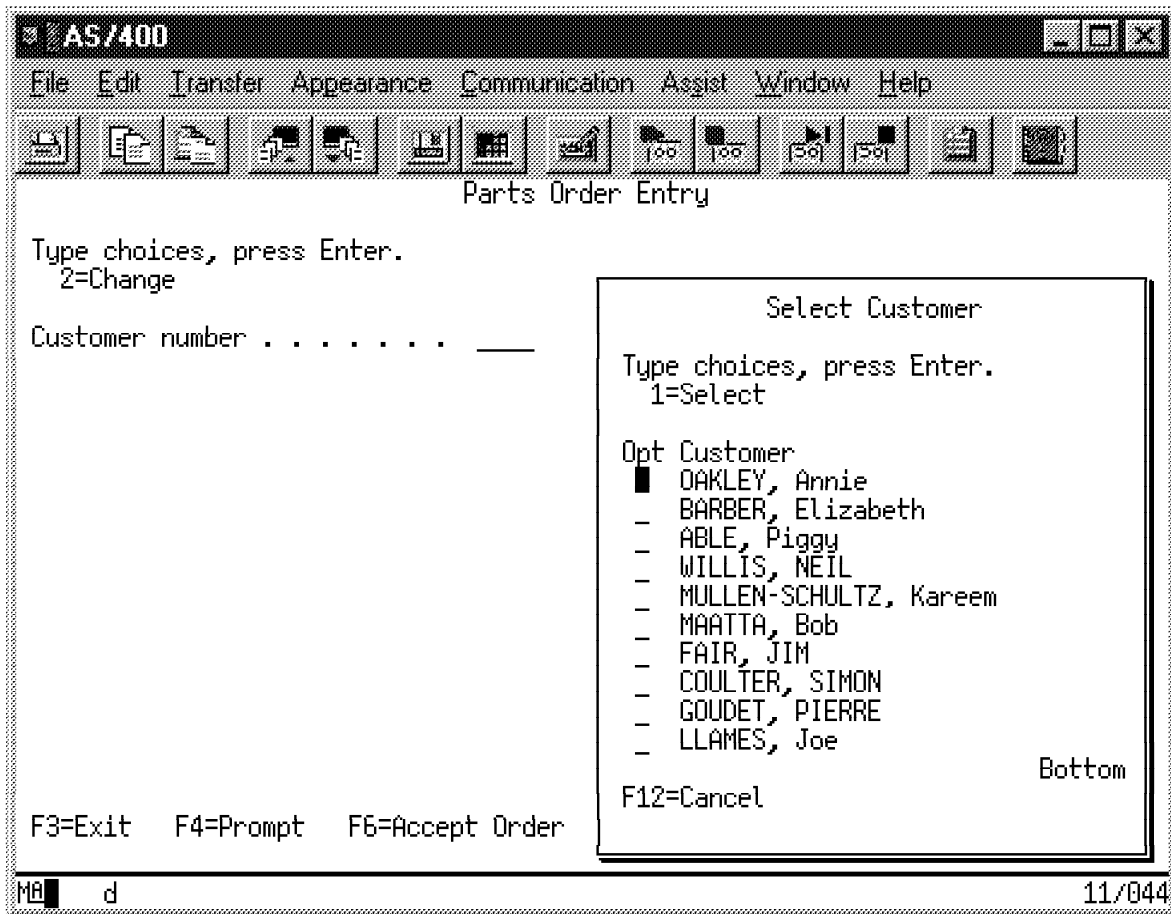 AS/400
File Edit Transfer Appearance Communication Assist Window Help
Parts Order Entry
Type choices, press Enter.
2=Change
Customer number . . . . . . . ____
Select Customer
Type choices, press Enter.
1=Select
Opt Customer
OAKLEY, Annie
_ BARBER, Elizabeth
_ ABLE, Piggy
_ WILLIS, NEIL
_ MULLEN-SCHULTZ, Kareem
_ MAATTA, Bob
_ FAIR, JIM
_ COULTER, SIMON
_ GOUDET, PIERRE
_ LLAMES, Joe
Bottom
F12=Cancel
F3=Exit F4=Prompt F6=Accept Order
MA d 11/044